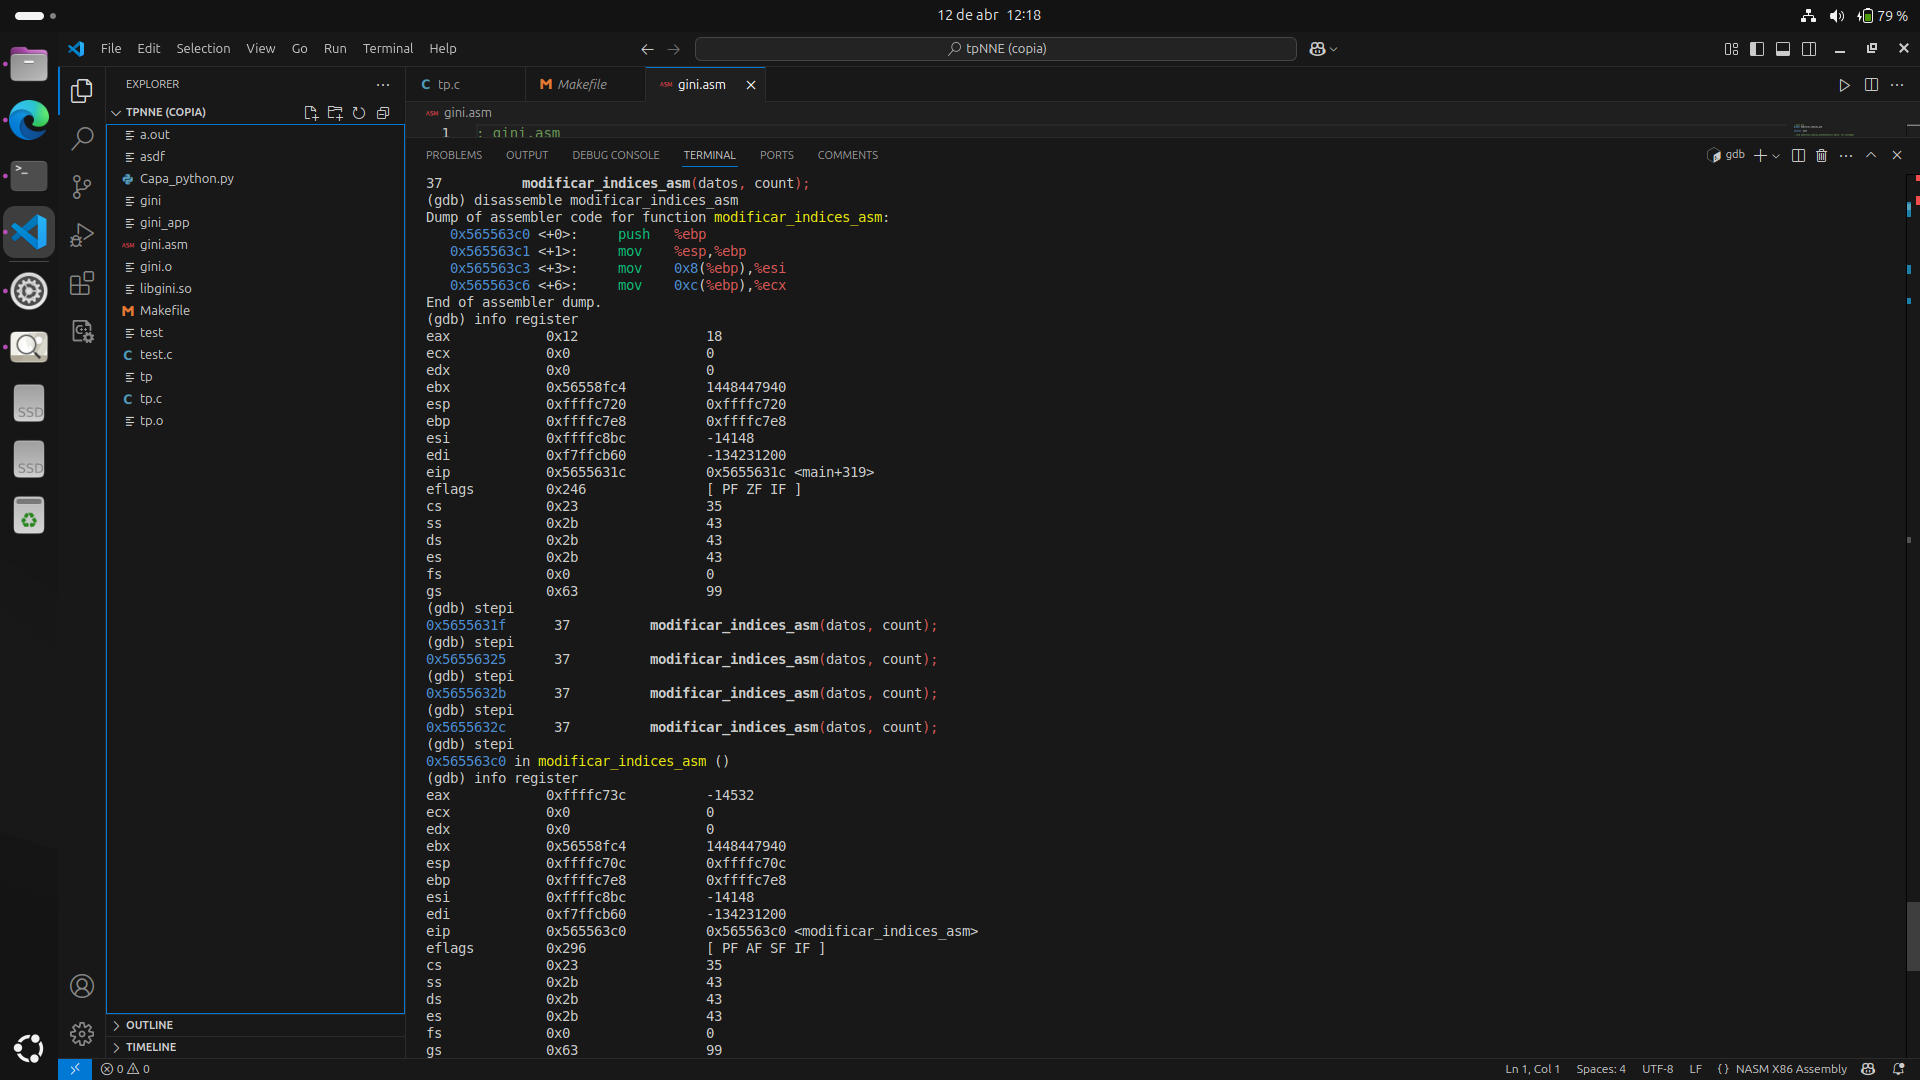 12 de abr 12:18
79 %
File Edit Selection View Go Run Terminal Help
tpNNE (copia)
EXPLORER
TPNNE (COPIA)
a.out
asdf
Capa_python.py
gini
gini_app
gini.asm
gini.o
libgini.so
Makefile
test
test.c
tp
tp.c
tp.o
OUTLINE
TIMELINE
SSD
SSD
tp.c Makefile gini.asm
gini.asm
1 ; gini.asm
PROBLEMS OUTPUT DEBUG CONSOLE TERMINAL PORTS COMMENTS
gdb
37 modificar_indices_asm(datos, count);
(gdb) disassemble modificar_indices_asm
Dump of assembler code for function modificar_indices_asm:
0x565563c0 <+0>: push %ebp
0x565563c1 <+1>: mov %esp,%ebp
0x565563c3 <+3>: mov 0x8(%ebp),%esi
0x565563c6 <+6>: mov 0xc(%ebp),%ecx
End of assembler dump.
(gdb) info register
eax 0x12 18
ecx 0x0 0
edx 0x0 0
ebx 0x56558fc4 1448447940
esp 0xffffc720 0xffffc720
ebp 0xffffc7e8 0xffffc7e8
esi 0xffffc8bc -14148
edi 0xf7ffcb60 -134231200
eip 0x5655631c 0x5655631c <main+319>
eflags 0x246 [ PF ZF IF ]
cs 0x23 35
ss 0x2b 43
ds 0x2b 43
es 0x2b 43
fs 0x0 0
gs 0x63 99
(gdb) stepi
0x5655631f 37 modificar_indices_asm(datos, count);
(gdb) stepi
0x56556325 37 modificar_indices_asm(datos, count);
(gdb) stepi
0x5655632b 37 modificar_indices_asm(datos, count);
(gdb) stepi
0x5655632c 37 modificar_indices_asm(datos, count);
(gdb) stepi
0x565563c0 in modificar_indices_asm ()
(gdb) info register
eax 0xffffc73c -14532
ecx 0x0 0
edx 0x0 0
ebx 0x56558fc4 1448447940
esp 0xffffc70c 0xffffc70c
ebp 0xffffc7e8 0xffffc7e8
esi 0xffffc8bc -14148
edi 0xf7ffcb60 -134231200
eip 0x565563c0 0x565563c0 <modificar_indices_asm>
eflags 0x296 [ PF AF SF IF ]
cs 0x23 35
ss 0x2b 43
ds 0x2b 43
es 0x2b 43
fs 0x0 0
gs 0x63 99
0 0 Ln 1, Col 1 Spaces: 4 UTF-8 LF {} NASM X86 Assembly